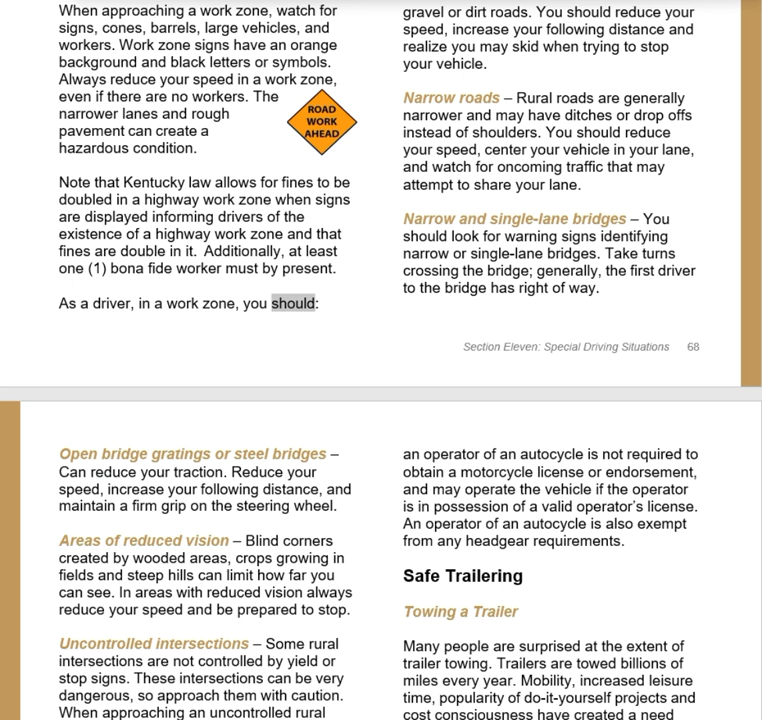 When approaching a work zone, watch for
signs, cones, barrels, large vehicles, and
workers. Work zone signs have an orange
background and black letters or symbols.
Always reduce your speed in a work zone,
even if there are no workers. The
narrower lanes and rough
pavement can create a
hazardous condition.
ROAD
WORK
AHEAD
Note that Kentucky law allows for fines to be
doubled in a highway work zone when signs
are displayed informing drivers of the
existence of a highway work zone and that
fines are double in it. Additionally, at least
one (1) bona fide worker must by present.
As a driver, in a work zone, you should:
gravel or dirt roads. You should reduce your
speed, increase your following distance and
realize you may skid when trying to stop
your vehicle.
Narrow roads – Rural roads are generally
narrower and may have ditches or drop offs
instead of shoulders. You should reduce
your speed, center your vehicle in your lane,
and watch for oncoming traffic that may
attempt to share your lane.
Narrow and single-lane bridges – You
should look for warning signs identifying
narrow or single-lane bridges. Take turns
crossing the bridge; generally, the first driver
to the bridge has right of way.
Section Eleven: Special Driving Situations 68
Open bridge gratings or steel bridges –
Can reduce your traction. Reduce your
speed, increase your following distance, and
maintain a firm grip on the steering wheel.
Areas of reduced vision – Blind corners
created by wooded areas, crops growing in
fields and steep hills can limit how far you
can see. In areas with reduced vision always
reduce your speed and be prepared to stop.
Uncontrolled intersections – Some rural
intersections are not controlled by yield or
stop signs. These intersections can be very
dangerous, so approach them with caution.
When approaching an uncontrolled rural
an operator of an autocycle is not required to
obtain a motorcycle license or endorsement,
and may operate the vehicle if the operator
is in possession of a valid operator's license.
An operator of an autocycle is also exempt
from any headgear requirements.
Safe Trailering
Towing a Trailer
Many people are surprised at the extent of
trailer towing. Trailers are towed billions of
miles every year. Mobility, increased leisure
time, popularity of do-it-yourself projects and
cost consciousness have created a need